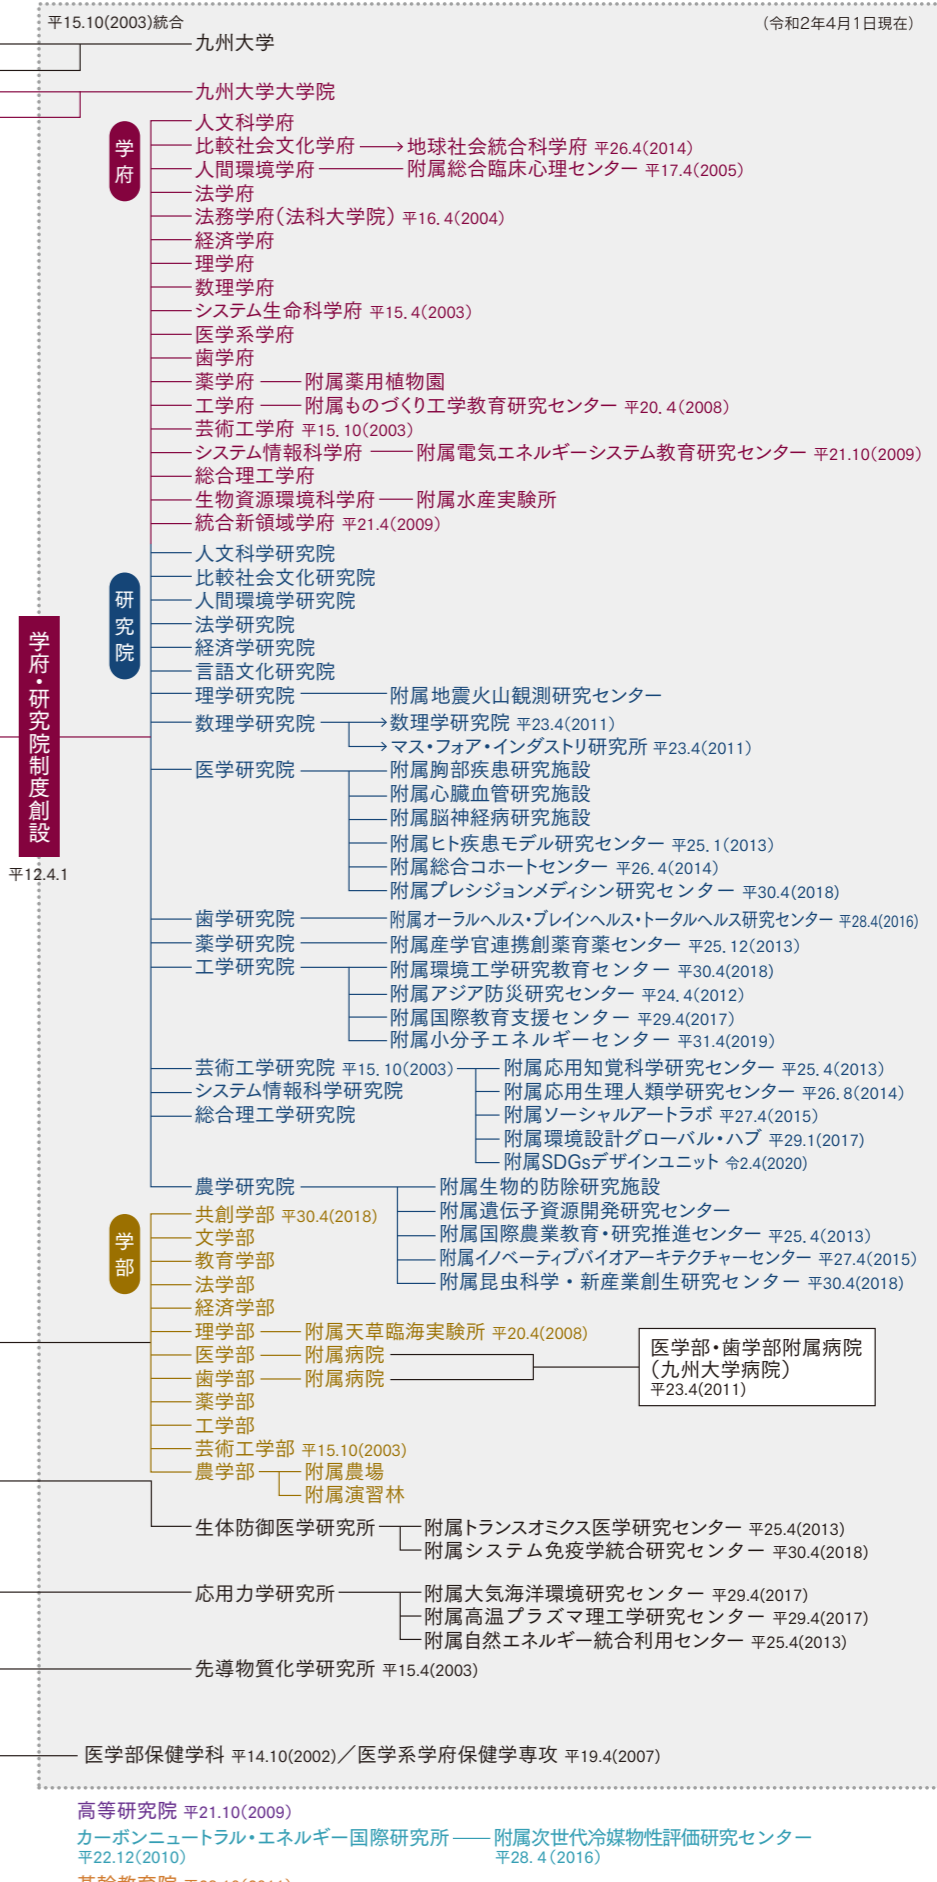 平15.10(2003)統合
(令和2年4月1日現在)
九州大学
九州大学大学院
学府
人文科学府
比較社会文化学府 → 地球社会統合科学府 平26.4(2014)
人間環境学府 附属総合臨床心理センター 平17.4(2005)
法学府
法務学府(法科大学院) 平16.4(2004)
経済学府
理学府
数理学府
システム生命科学府 平15.4(2003)
医学系学府
歯学府
薬学府 附属薬用植物園
工学府 附属ものづくり工学教育研究センター 平20.4(2008)
芸術工学府 平15.10(2003)
システム情報科学府 附属電気エネルギーシステム教育研究センター 平21.10(2009)
総合理工学府
生物資源環境科学府 附属水産実験所
統合新領域学府 平21.4(2009)
学府・研究院制度創設
平12.4.1
研究院
人文科学研究院
比較社会文化研究院
人間環境学研究院
法学研究院
経済学研究院
言語文化研究院
理学研究院 附属地震火山観測研究センター
数理学研究院 → 数理学研究院 平23.4(2011)
→ マス・フォア・インダストリ研究所 平23.4(2011)
医学研究院 附属胸部疾患研究施設
附属心臓血管研究施設
附属脳神経病研究施設
附属ヒト疾患モデル研究センター 平25.1(2013)
附属総合コホートセンター 平26.4(2014)
附属プレシジョンメディシン研究センター 平30.4(2018)
歯学研究院 附属オーラルヘルス・ブレインヘルス・トータルヘルス研究センター 平28.4(2016)
薬学研究院 附属産学官連携創薬育薬センター 平25.12(2013)
工学研究院 附属環境工学研究教育センター 平30.4(2018)
附属アジア防災研究センター 平24.4(2012)
附属国際教育支援センター 平29.4(2017)
附属小分子エネルギーセンター 平31.4(2019)
芸術工学研究院 平15.10(2003) 附属応用知覚科学研究センター 平25.4(2013)
システム情報科学研究院 附属応用生理人類学研究センター 平26.8(2014)
総合理工学研究院 附属ソーシャルアートラボ 平27.4(2015)
附属環境設計グローバル・ハブ 平29.1(2017)
附属SDGsデザインユニット 令2.4(2020)
農学研究院 附属生物的防除研究施設
附属遺伝子資源開発研究センター
附属国際農業教育・研究推進センター 平25.4(2013)
附属イノベーティブバイオアーキテクチャーセンター 平27.4(2015)
附属昆虫科学・新産業創生研究センター 平30.4(2018)
学部
共創学部 平30.4(2018)
文学部
教育学部
法学部
経済学部
理学部 附属天草臨海実験所 平20.4(2008)
医学部 附属病院
歯学部 附属病院
医学部・歯学部附属病院
(九州大学病院)
平23.4(2011)
薬学部
工学部
芸術工学部 平15.10(2003)
農学部 附属農場
附属演習林
生体防御医学研究所 附属トランスオミクス医学研究センター 平25.4(2013)
附属システム免疫学統合研究センター 平30.4(2018)
応用力学研究所 附属大気海洋環境研究センター 平29.4(2017)
附属高温プラズマ理工学研究センター 平29.4(2017)
附属自然エネルギー統合利用センター 平25.4(2013)
先導物質化学研究所 平15.4(2003)
医学部保健学科 平14.10(2002)/医学系学府保健学専攻 平19.4(2007)
高等研究院 平21.10(2009)
カーボンニュートラル・エネルギー国際研究所 附属次世代冷媒物性評価研究センター
平22.12(2010) 平28.4(2016)